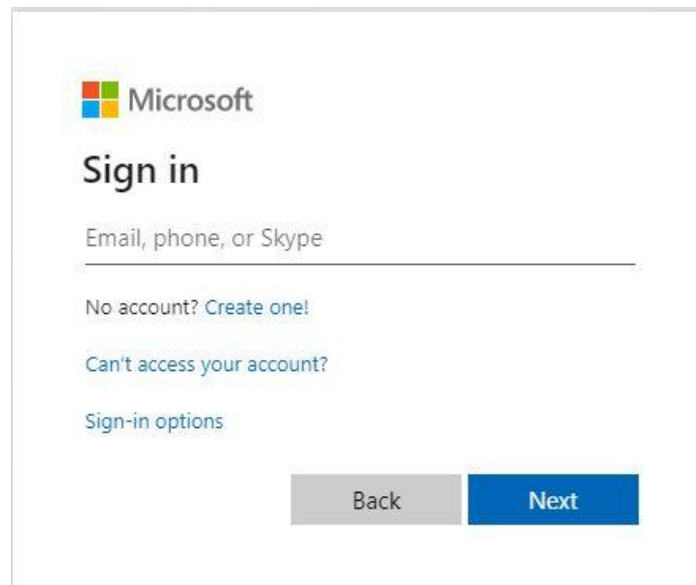 Microsoft
Sign in
Email, phone, or Skype
No account? Create one!
Can't access your account?
Sign-in options
Back Next